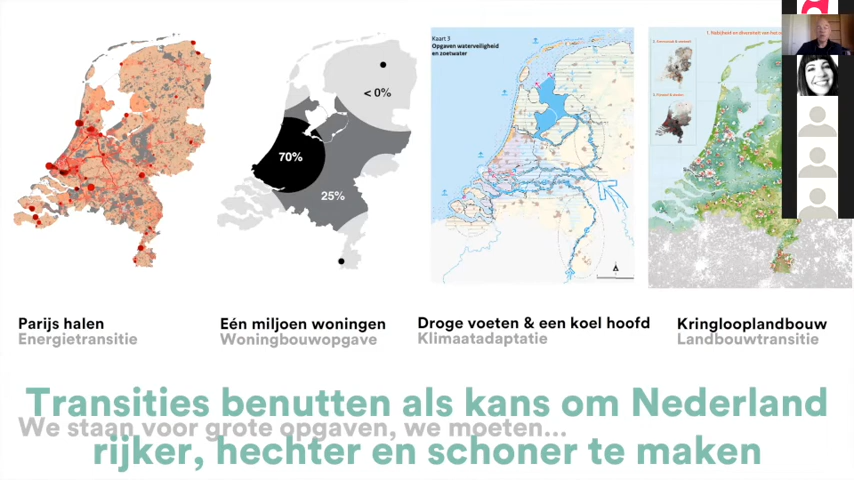 Kaart 3
Opgaven waterveiligheid
en zoetwater
< 0%
70%
25%
Parijs halen
Energietransitie
Eén miljoen woningen
Woningbouwopgave
Droge voeten & een koel hoofd
Klimaatadaptatie
Kringlooplandbouw
Landbouwtransitie
Transities benutten als kans om Nederland
We staan voor grote opgaven, we moeten...
rijker, hechter en schoner te maken